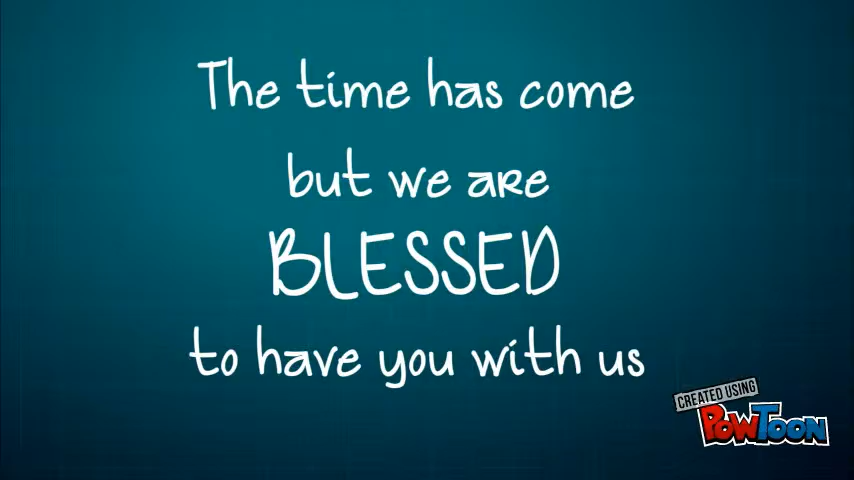 The time has come
but we are
BLESSED
to have you with us
CREATED USING
POWTOON